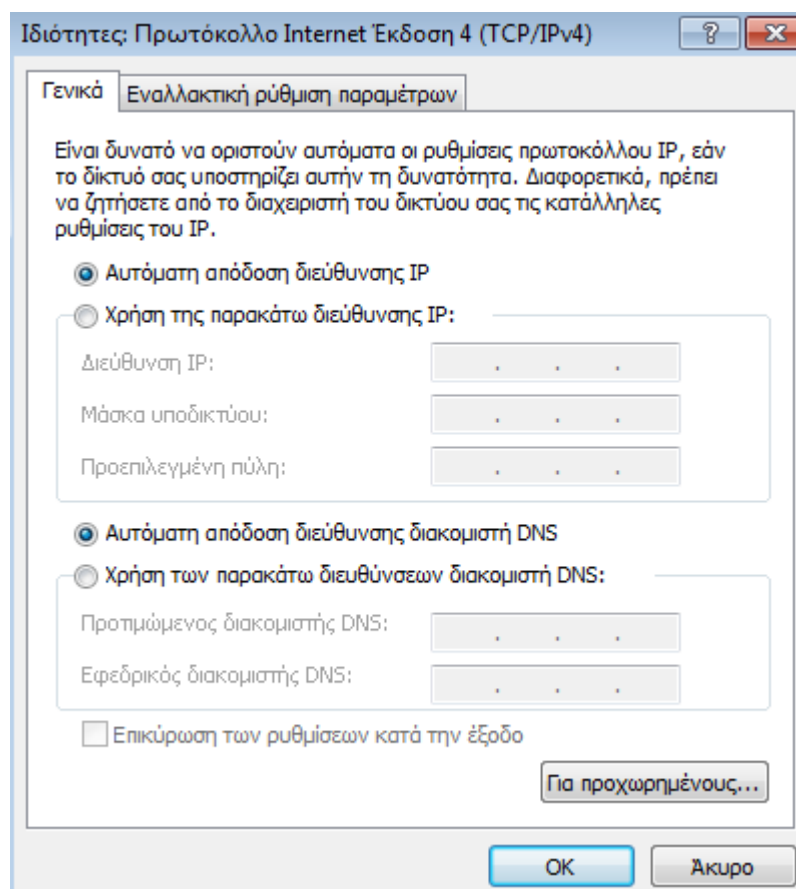 Ιδιότητες: Πρωτόκολλο Internet Έκδοση 4 (TCP/IPv4)
Γενικά
Εναλλακτική ρύθμιση παραμέτρων
Είναι δυνατό να οριστούν αυτόματα οι ρυθμίσεις πρωτοκόλλου IP, εάν
το δίκτυό σας υποστηρίζει αυτήν τη δυνατότητα. Διαφορετικά, πρέπει
να ζητήσετε από το διαχειριστή του δικτύου σας τις κατάλληλες
ρυθμίσεις του IP.
Αυτόματη απόδοση διεύθυνσης IP
Χρήση της παρακάτω διεύθυνσης IP:
Διεύθυνση IP:
Μάσκα υποδικτύου:
Προεπιλεγμένη πύλη:
Αυτόματη απόδοση διεύθυνσης διακομιστή DNS
Χρήση των παρακάτω διευθύνσεων διακομιστή DNS:
Προτιμώμενος διακομιστής DNS:
Εφεδρικός διακομιστής DNS:
Επικύρωση των ρυθμίσεων κατά την έξοδο
Για προχωρημένους...
OK
Άκυρο